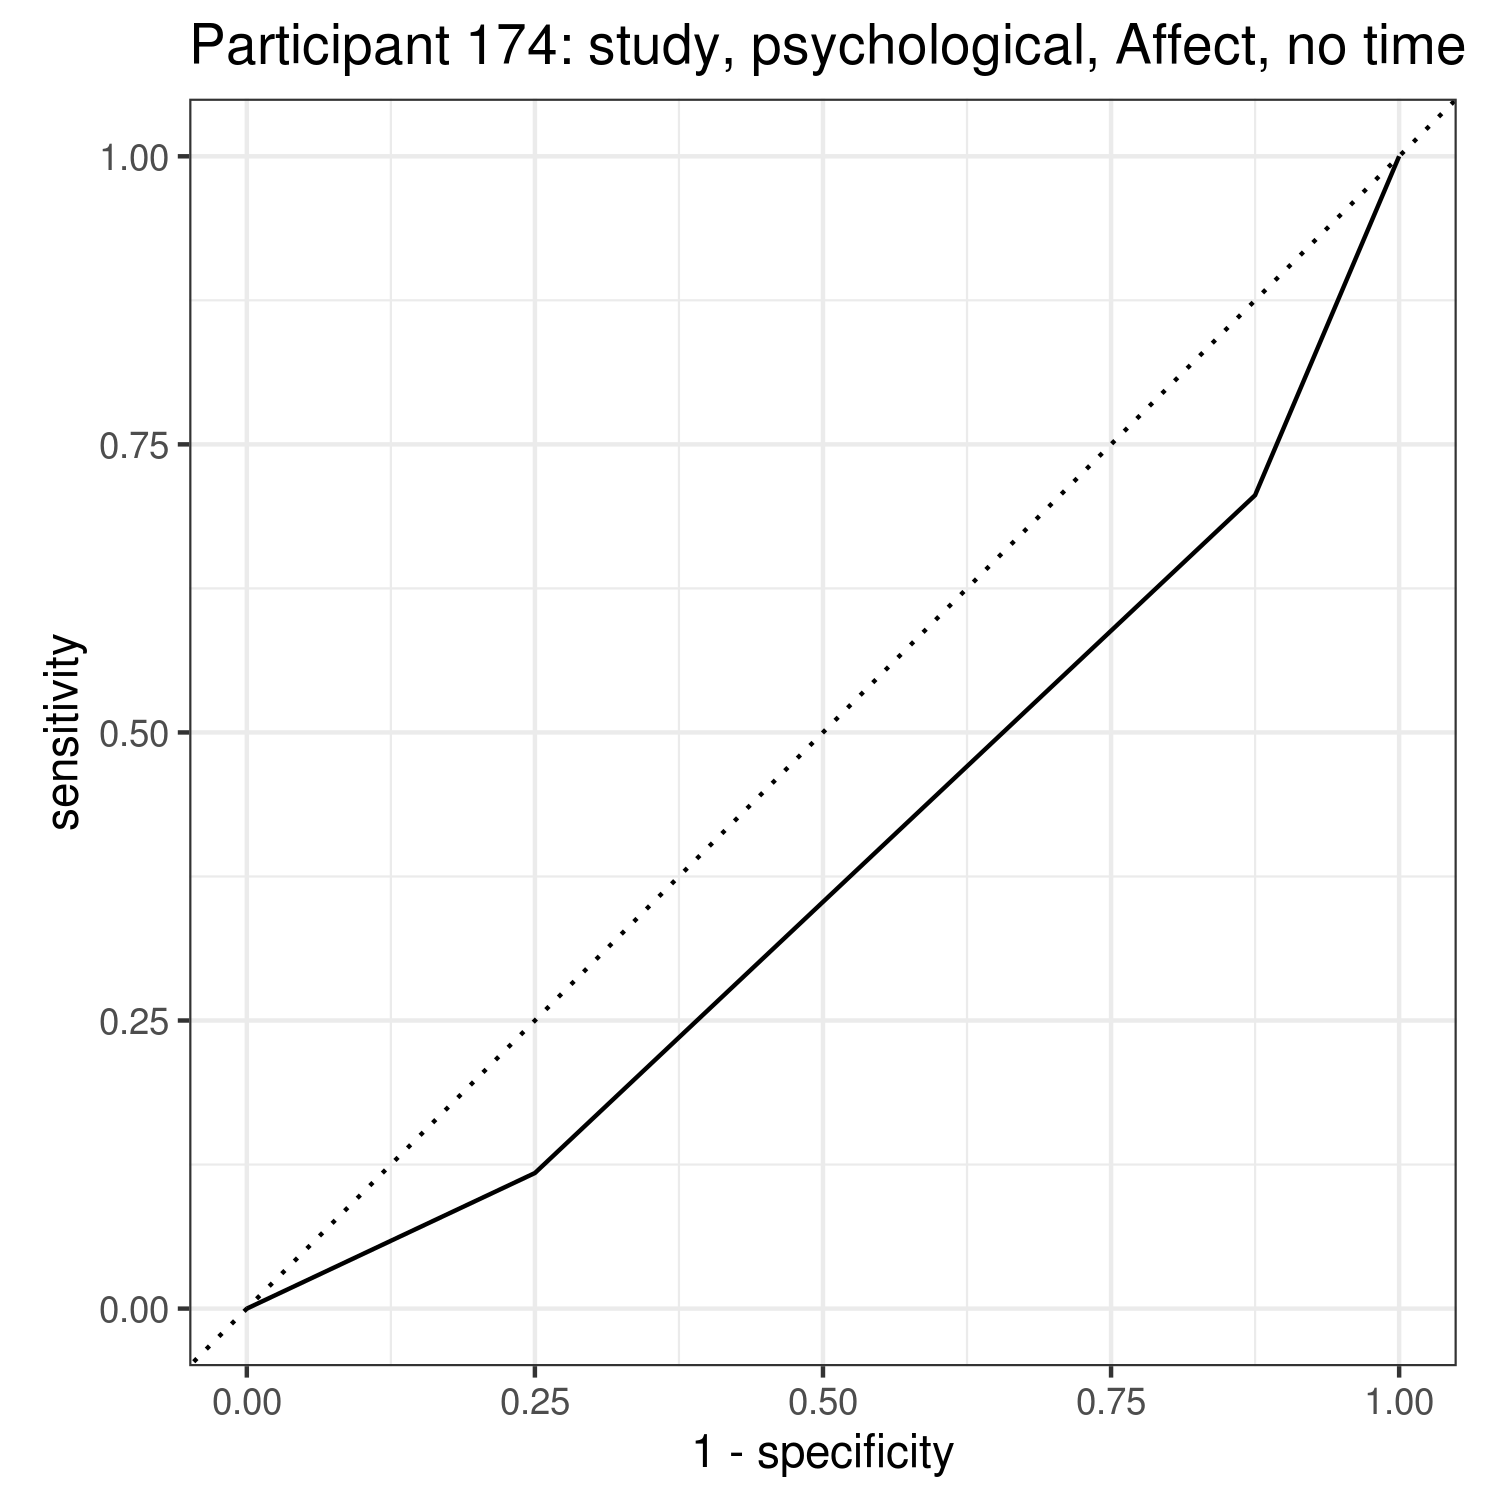 Participant 174: study, psychological, Affect, no time
1.00
0.75
0.50
0.25
0.00
sensitivity
0.00 0.25 0.50 0.75 1.00
1 - specificity